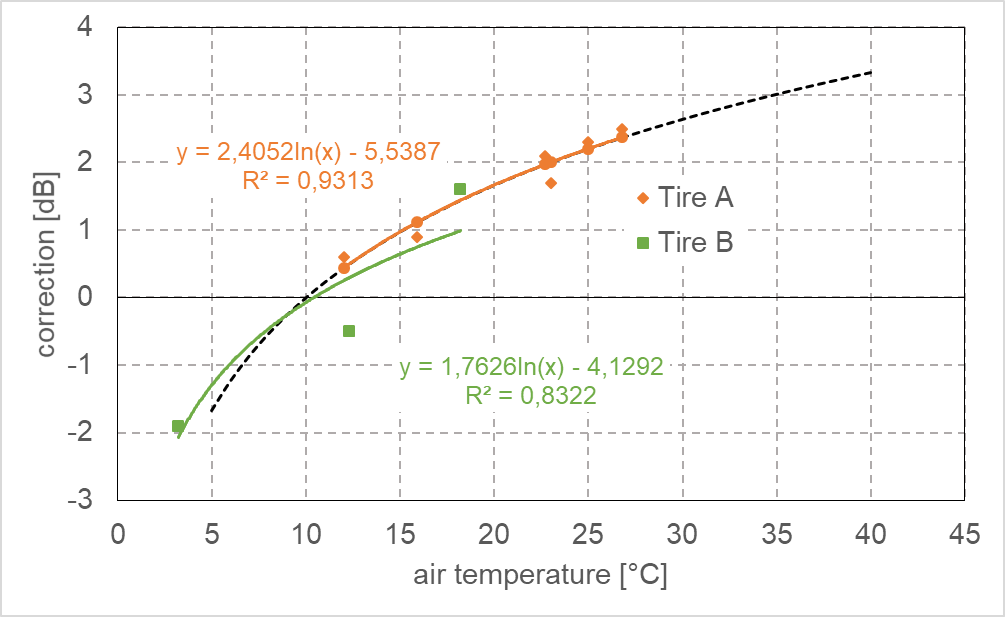 4
3
2
1
0
-1
-2
-3
correction [dB]
y = 2,4052ln(x) - 5,5387
R² = 0,9313
Tire A
Tire B
y = 1,7626ln(x) - 4,1292
R² = 0,8322
0 5 10 15 20 25 30 35 40 45
air temperature [°C]